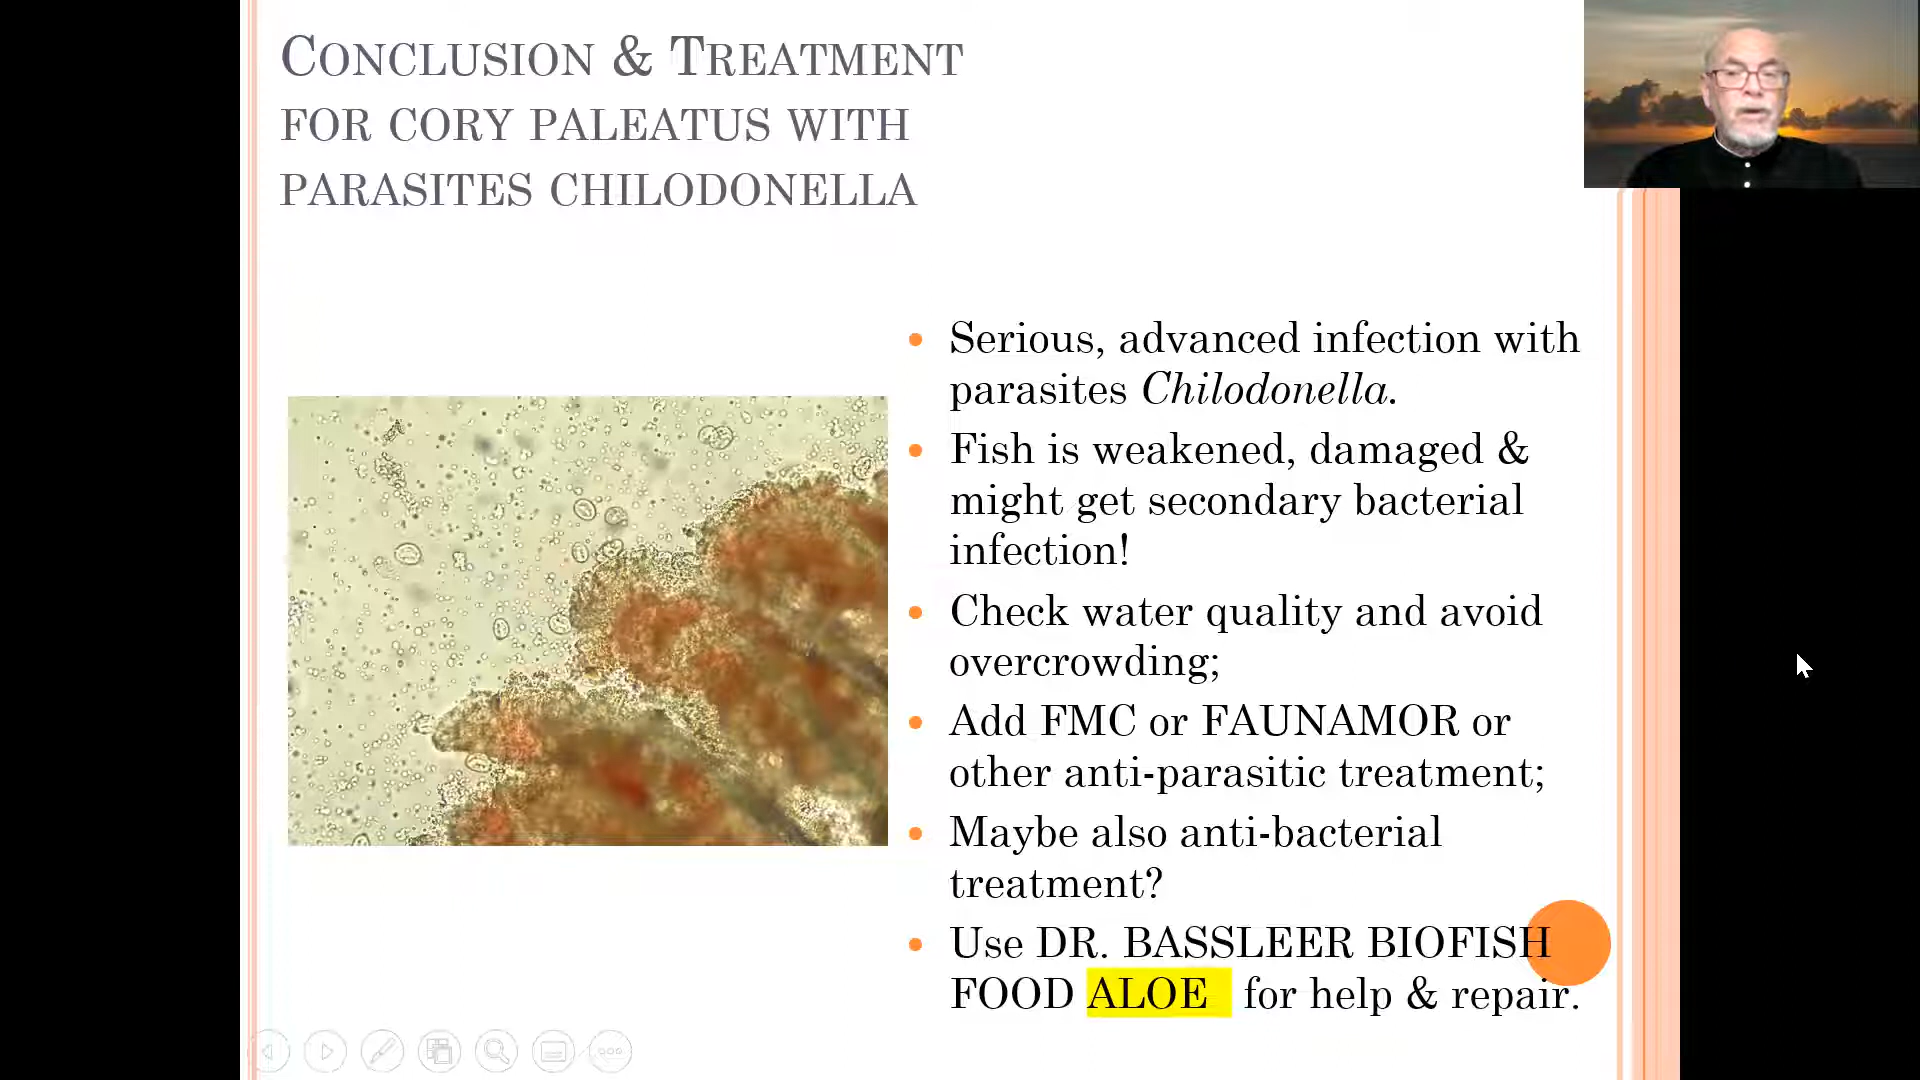 CONCLUSION & TREATMENT
FOR CORY PALEATUS WITH
PARASITES CHILODONELLA
Serious, advanced infection with
parasites Chilodonella.
Fish is weakened, damaged &
might get secondary bacterial
infection!
Check water quality and avoid
overcrowding;
Add FMC or FAUNAMOR or
other anti-parasitic treatment;
Maybe also anti-bacterial
treatment?
Use DR. BASSLEER BIOFISH
FOOD ALOE for help & repair.